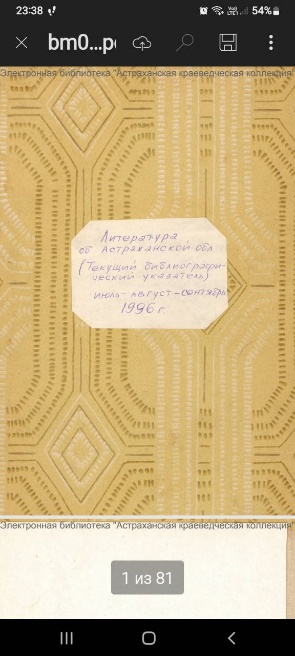 23:38
54%
bm0...pe
Электронная библиотека "Астраханская краеведческая коллекция"
Литература
об Астраханской обл
(Текущий библиографи-
ческий указатель)
июль-август-сентябрь
1996 г.
Электронная библиотека "Астраханская краеведческая коллекция"
1 из 81